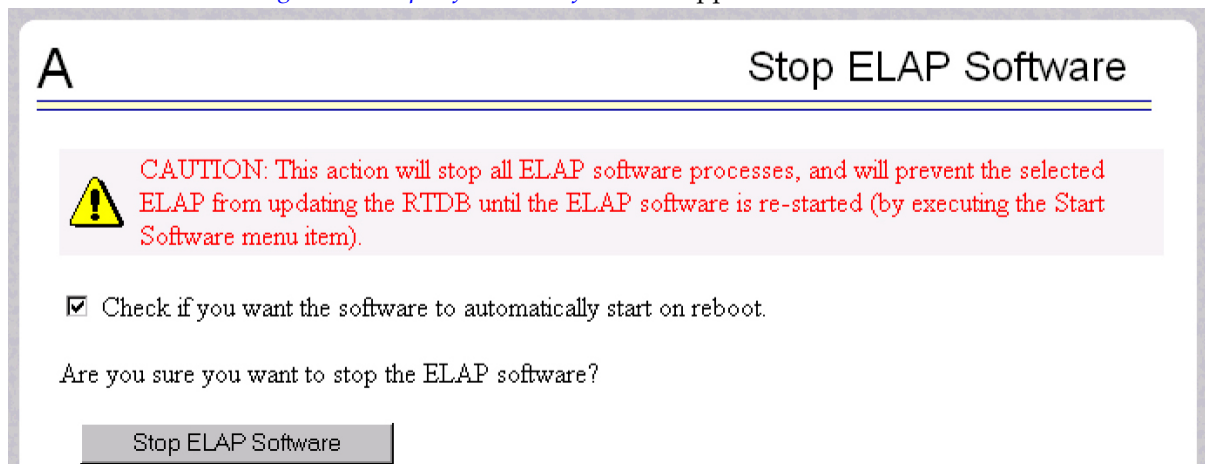 A
Stop ELAP Software
CAUTION: This action will stop all ELAP software processes, and will prevent the selected
ELAP from updating the RTDB until the ELAP software is re-started (by executing the Start
Software menu item).
Check if you want the software to automatically start on reboot.
Are you sure you want to stop the ELAP software?
Stop ELAP Software